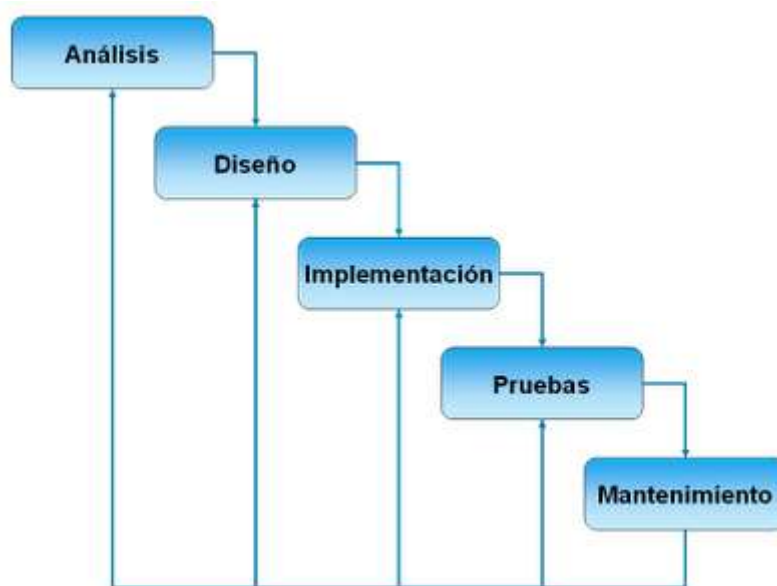 Análisis
Diseño
Implementación
Pruebas
Mantenimiento